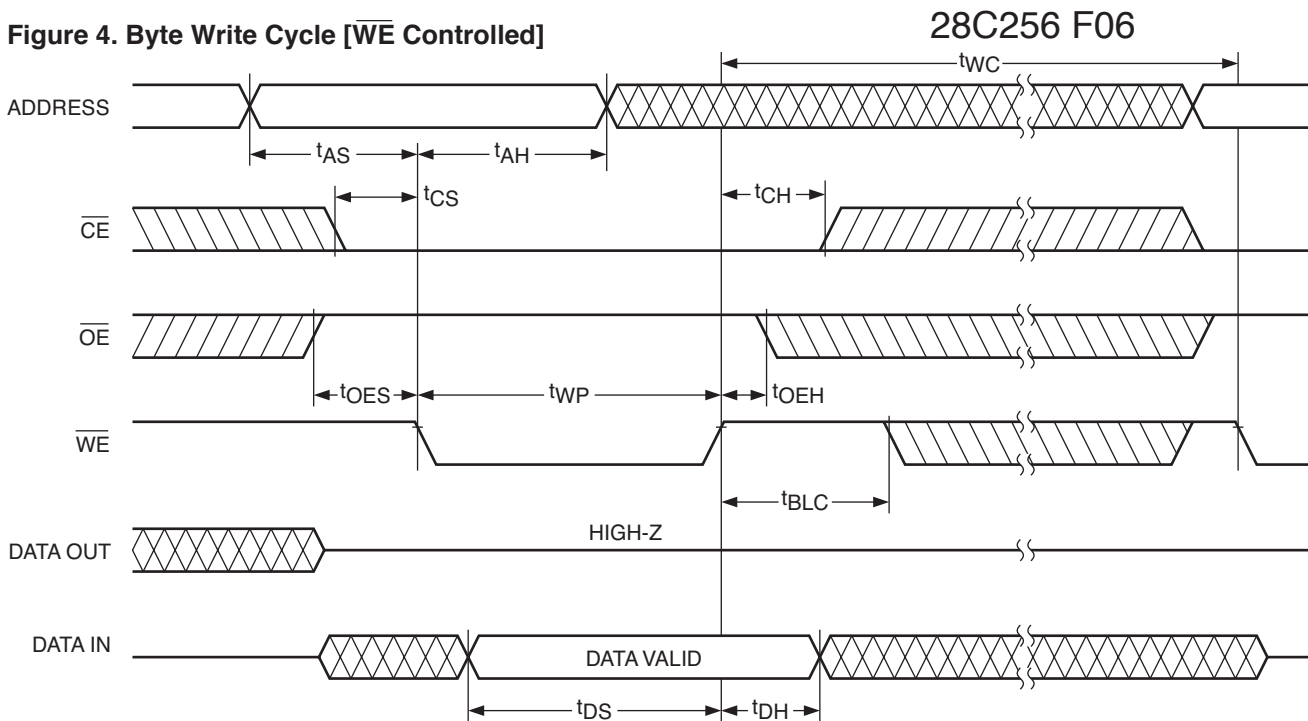 28C256 F06
Figure 4. Byte Write Cycle [WE Controlled]
tWC
ADDRESS
tAS
tAH
tCS
tCH
CE
OE
tOES
tWP
tOEH
WE
tBLC
HIGH-Z
DATA OUT
DATA IN
DATA VALID
tDS
tDH